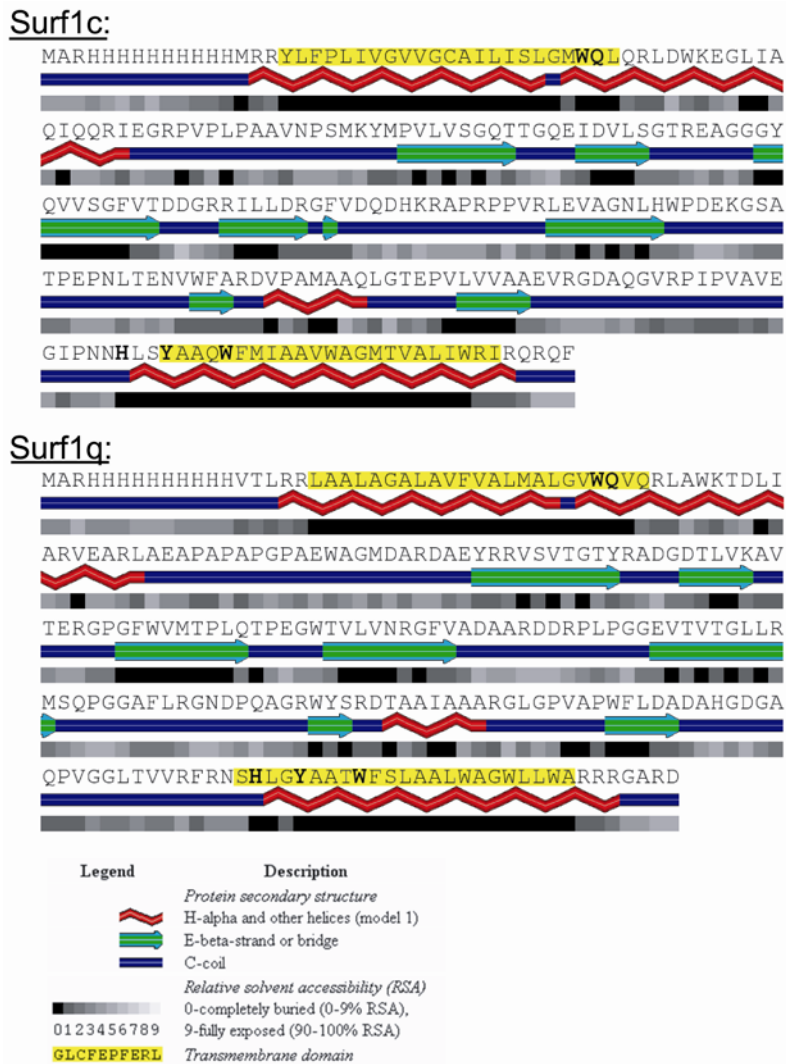 Surf1c:
MARHHHHHHHHHHMRRYLFPLIVGVVGCAILISLGMWQLQRLDWKEGLIA
QIQQRIEGRPVPLPAAVNPSMKYMPVLVSGQTTGQEIDVLSGTREAGGGY
QVVSGFVTDDGRRILLDRGFVDQDHKRAPRPPVRLEVAGNLHWPDEKGSA
TPEPNLTENVWFARDVPAMAAQLGTEPVLVVAAEVRGDAQGVRPIPVAVE
GIPNNHLSYAAQWFMIAAVWAGMTVALIWRIRQRQF
Surf1q:
MARHHHHHHHHHHVTLRRLAALAGALAVFVALMALGVWQVQRLAWKTDLI
ARVEARLAEAPAPAPGPAEWAGMDARDAEYRRVSVTGTYRADGDTLVKAV
TERGPGFWVMTPLQTPEGWTVLVNRGFVADAARDDRPLPGGEVTVTGLLR
MSQPGGAFLRGNDPQAGRWYSRDTAAIAAARGLGPVAPWFLDADAHGDGA
QPVGGLTVVRFRNSHLGYAATWFSLAALWAGWLLWARRRGARD
Legend Description
Protein secondary structure
H-alpha and other helices (model 1)
E-beta-strand or bridge
C-coil
Relative solvent accessibility (RSA)
0-completely buried (0-9% RSA),
0123456789 9-fully exposed (90-100% RSA)
GLCFEPFERL Transmembrane domain